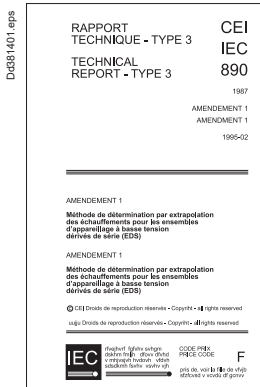 Dd381401.eps
RAPPORT
TECHNIQUE - TYPE 3
TECHNICAL
REPORT - TYPE 3
CEI
IEC
890
1987
AMENDEMENT 1
AMENDMENT 1
1995-02
AMENDEMENT 1
Méthode de détermination par extrapolation
des échauffements pour les ensembles
d'appareillage à basse tension
dérivés de série (EDS)
AMENDEMENT 1
Méthode de détermination par extrapolation
des échauffements pour les ensembles
d'appareillage à basse tension
dérivés de série (EDS)
© CEI Droits de reproduction réservés - Copyriht - all rights reserved
Droits de reproduction réservés - Copyriht - all rights reserved
IEC
CODE PRIX
PRICE CODE
F